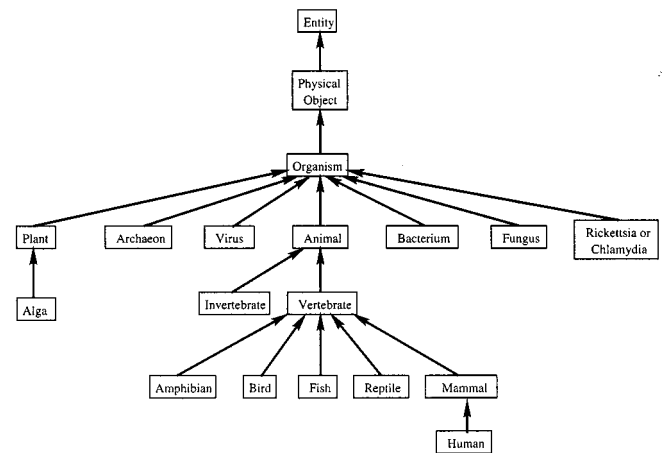 Entity
Physical
Object
Organism
Plant
Archaeon
Virus
Animal
Bacterium
Fungus
Rickettsia or
Chlamydia
Alga
Invertebrate
Vertebrate
Amphibian
Bird
Fish
Reptile
Mammal
Human